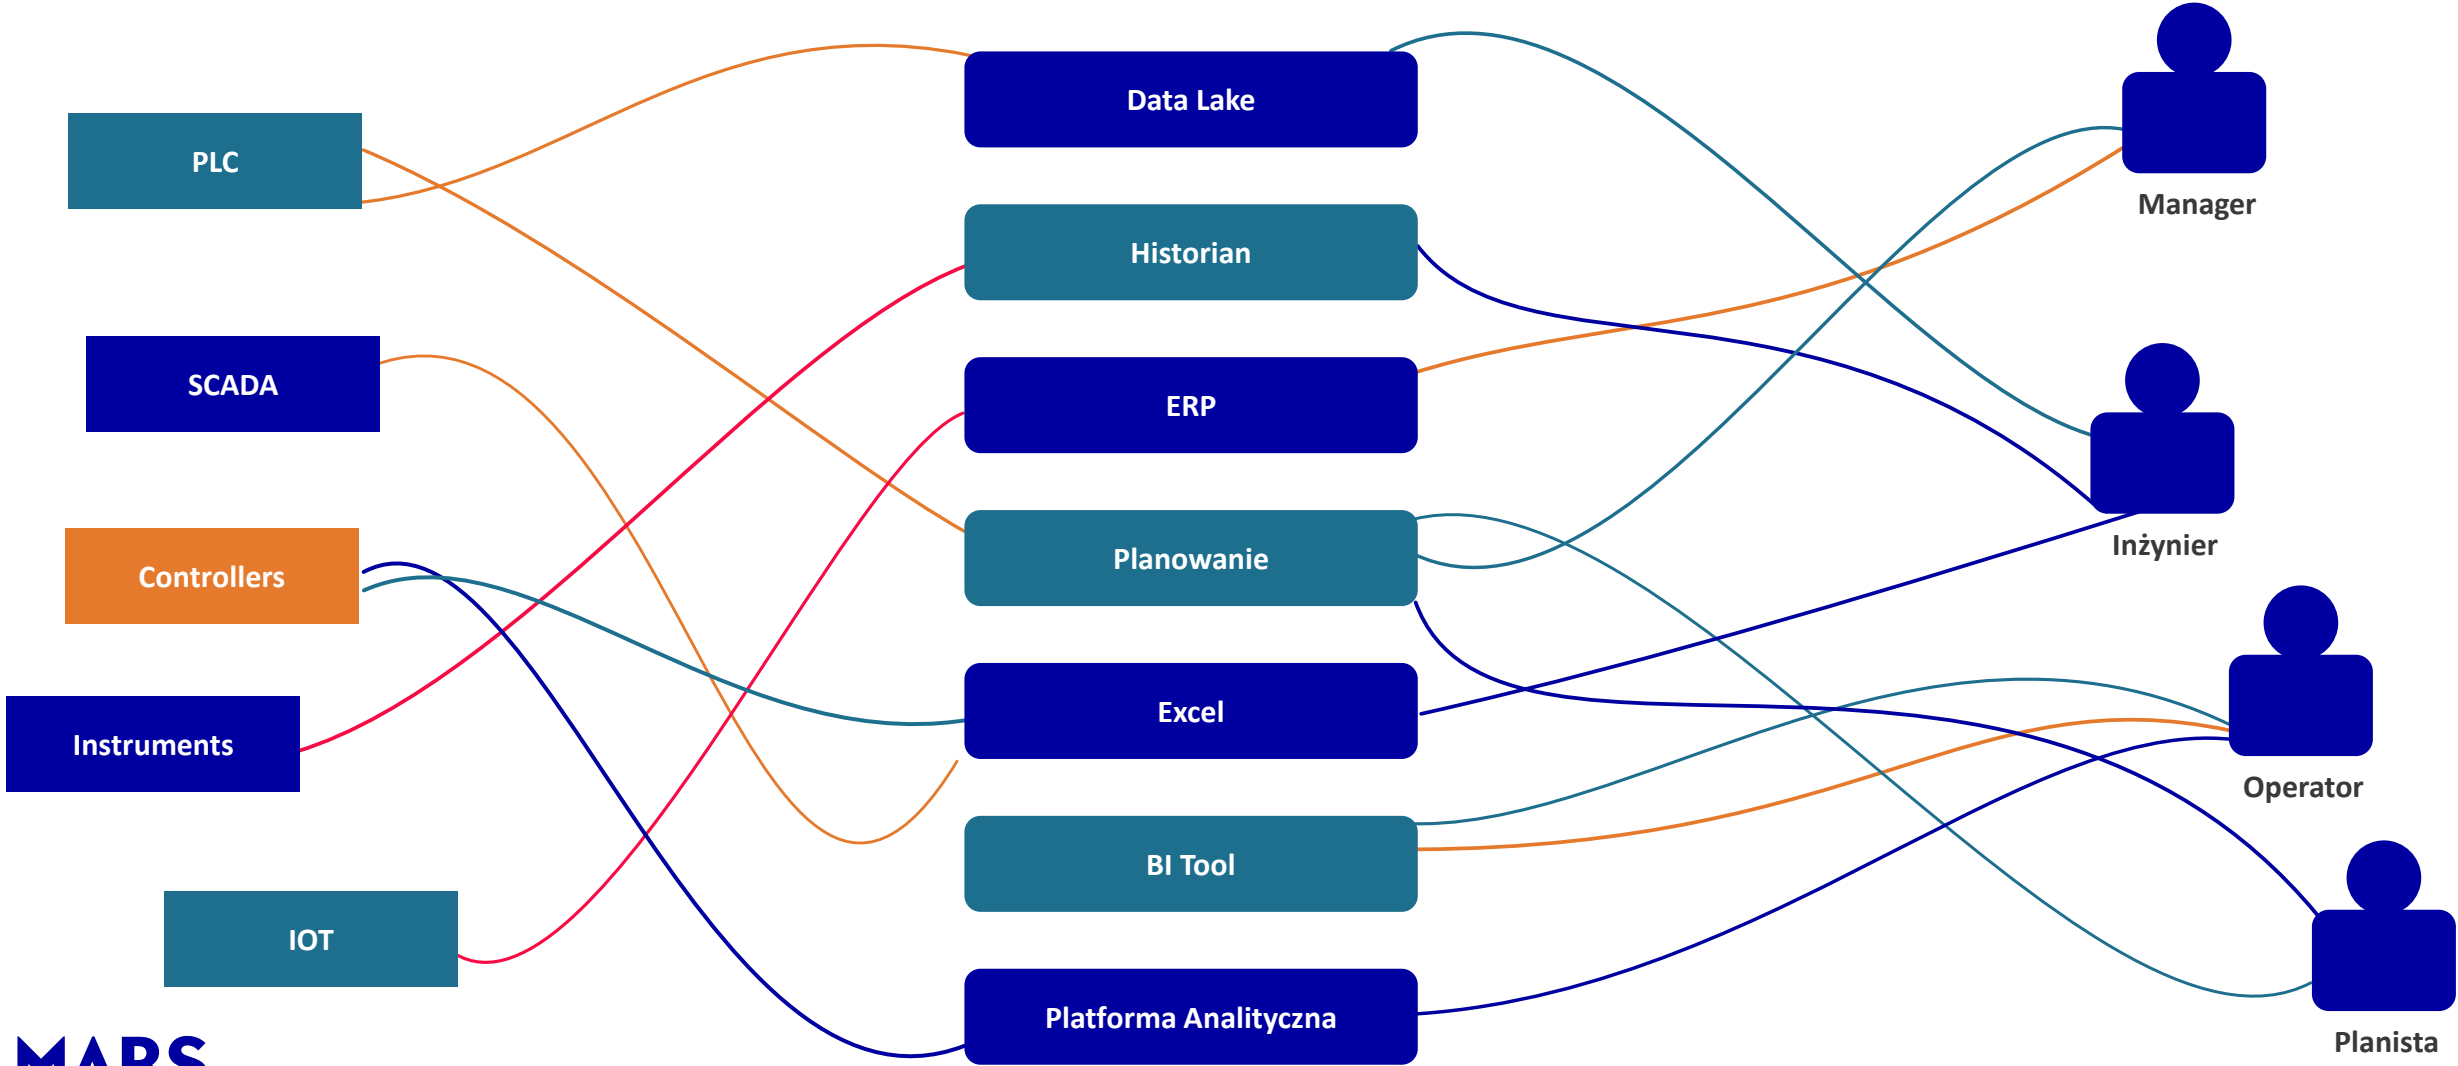 PLC
SCADA
Controllers
Instruments
IOT
Data Lake
Historian
ERP
Planowanie
Excel
BI Tool
Platforma Analityczna
Manager
Inżynier
Operator
Planista
MARS